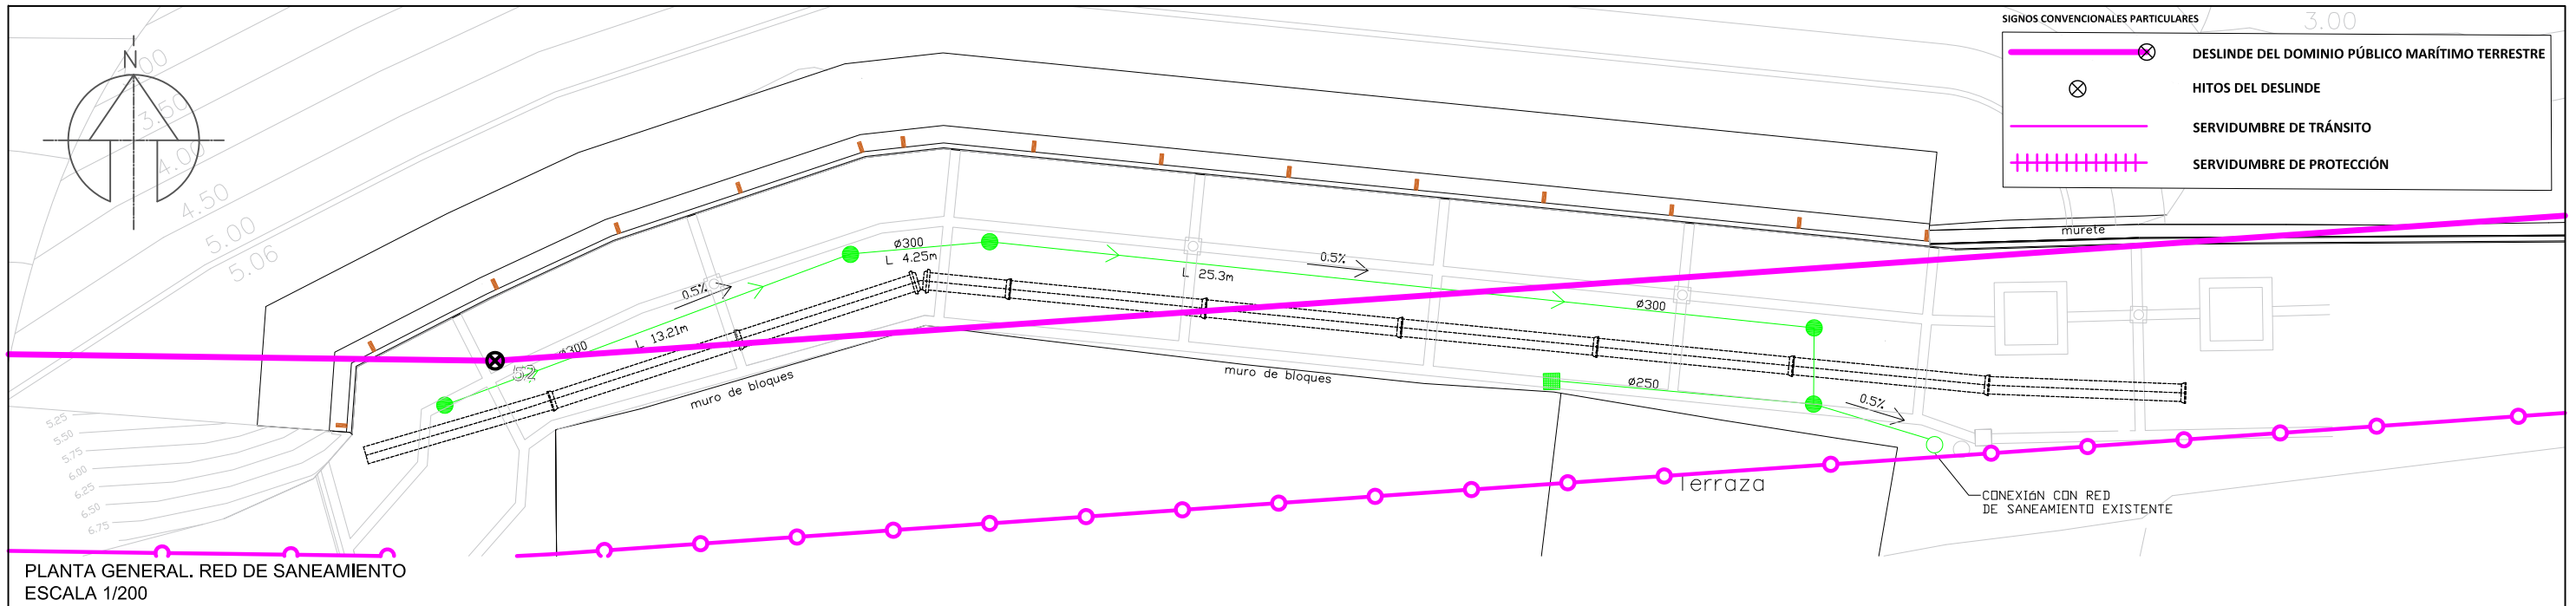 SIGNOS CONVENCIONALES PARTICULARES
DESLINDE DEL DOMINIO PÚBLICO MARÍTIMO TERRESTRE
HITOS DEL DESLINDE
SERVIDUMBRE DE TRÁNSITO
SERVIDUMBRE DE PROTECCIÓN
3.00
N
3.50
4.00
4.50
5.00
5.06
5.25
5.50
5.75
6.00
6.25
6.50
6.75
52
ø300
L 13.21m
0.5%
ø300
L 4.25m
L 25.3m
0.5%
ø300
murete
muro de bloques
muro de bloques
ø250
0.5%
Terraza
CONEXIÓN CON RED
DE SANEAMIENTO EXISTENTE
PLANTA GENERAL. RED DE SANEAMIENTO
ESCALA 1/200